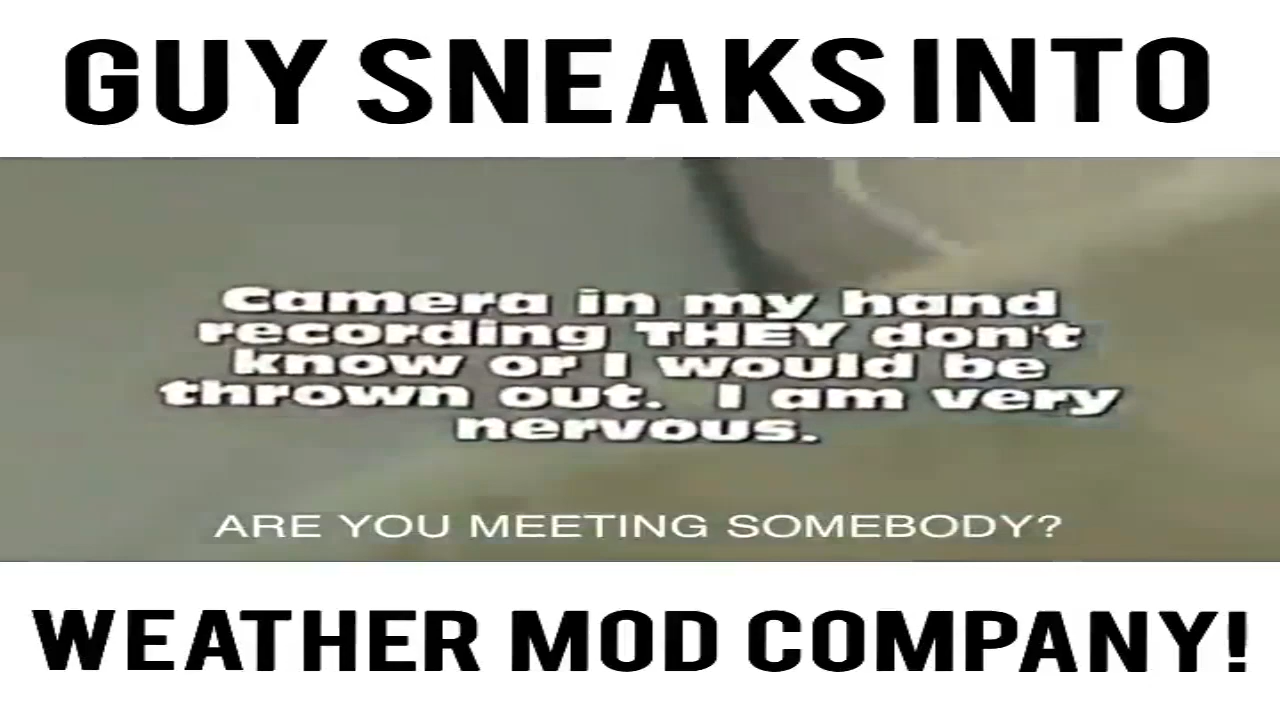 GUY SNEAKS INTO
Camera in my hand
recording THEY don't
know or I would be
thrown out. I am very
nervous.
ARE YOU MEETING SOMEBODY?
WEATHER MOD COMPANY!